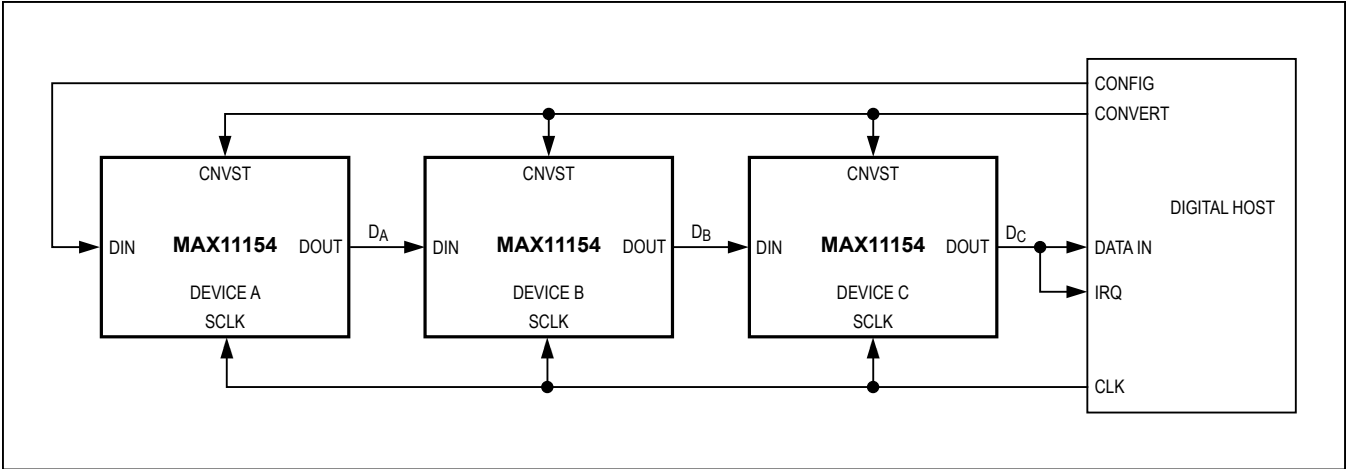 CONFIG
CONVERT
CNVST
CNVST
CNVST
DIGITAL HOST
DIN
MAX11154
DOUT
DA
DIN
MAX11154
DOUT
DB
DIN
MAX11154
DOUT
DC
DATA IN
DEVICE A
DEVICE B
DEVICE C
IRQ
SCLK
SCLK
SCLK
CLK